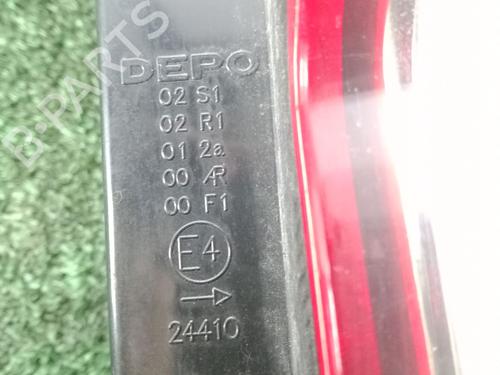 B-PARTS
DEPO
02 S1
02 R1
01 2a
00 AR
00 F1
E4
→
24410